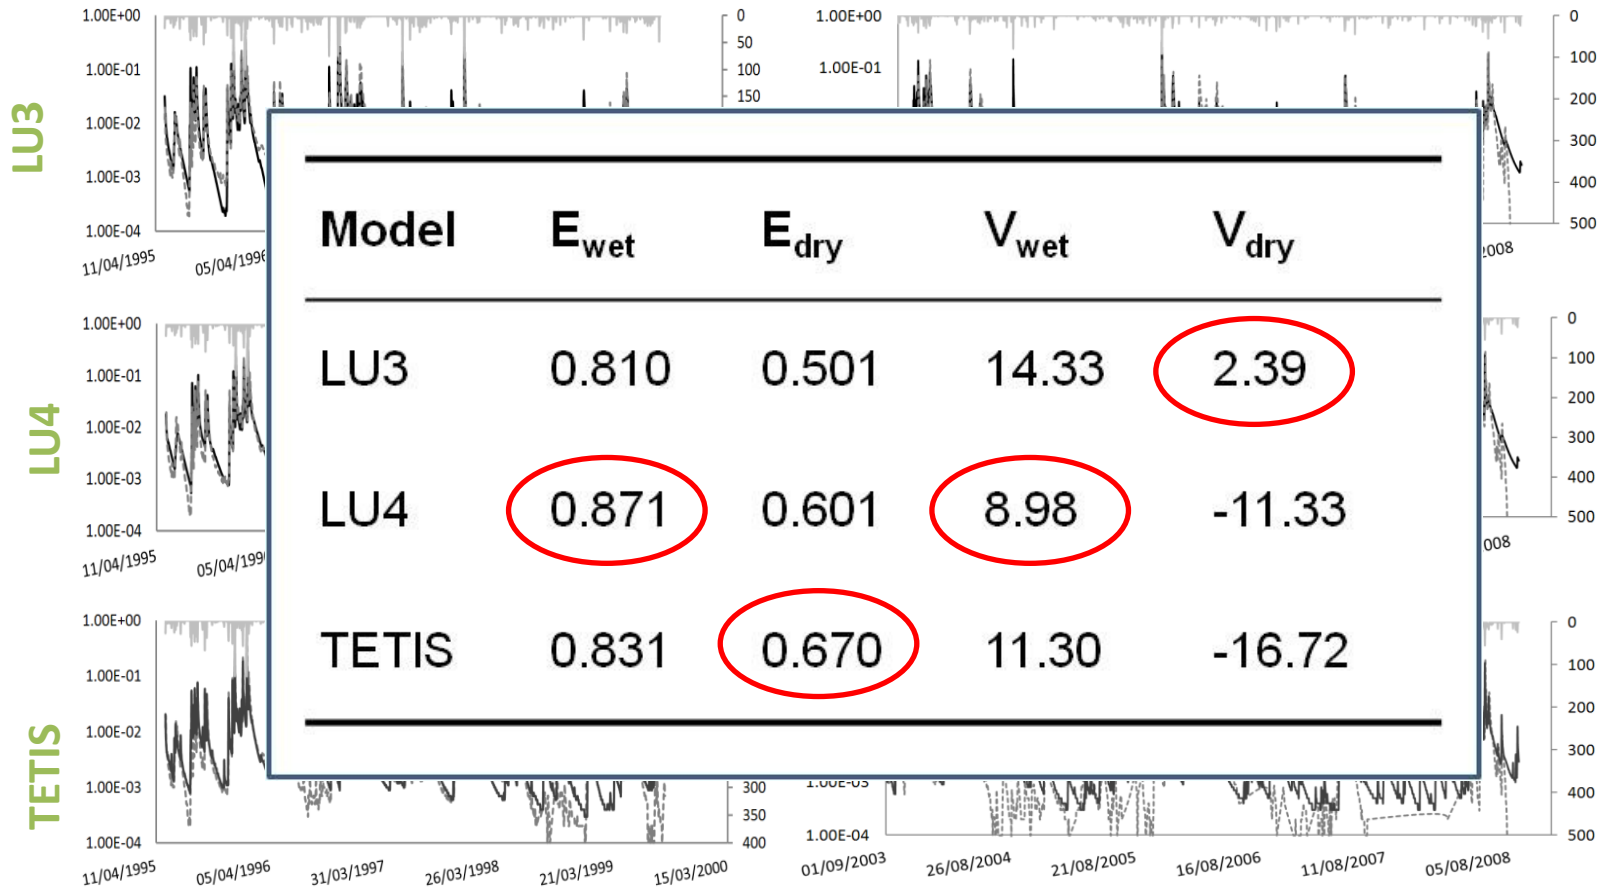 LU3
1.00E+00
1.00E-01
1.00E-02
1.00E-03
1.00E-04
0
50
100
150
11/04/1995
1.00E+00
1.00E-01
0
100
200
300
400
500
2008
Model E wet E dry V wet V dry
LU3 0.810 0.501 14.33 2.39
LU4 0.871 0.601 8.98 -11.33
TETIS 0.831 0.670 11.30 -16.72
LU4
1.00E+00
1.00E-01
1.00E-02
1.00E-03
1.00E-04
11/04/1995
0
100
200
300
400
500
TETIS
1.00E+00
1.00E-01
1.00E-02
1.00E-03
1.00E-04
300
350
400
11/04/1995 05/04/1996 31/03/1997 26/03/1998 21/03/1999 15/03/2000
1.00E-04
0
100
200
300
400
500
01/09/2003 26/08/2004 21/08/2005 16/08/2006 11/08/2007 05/08/2008